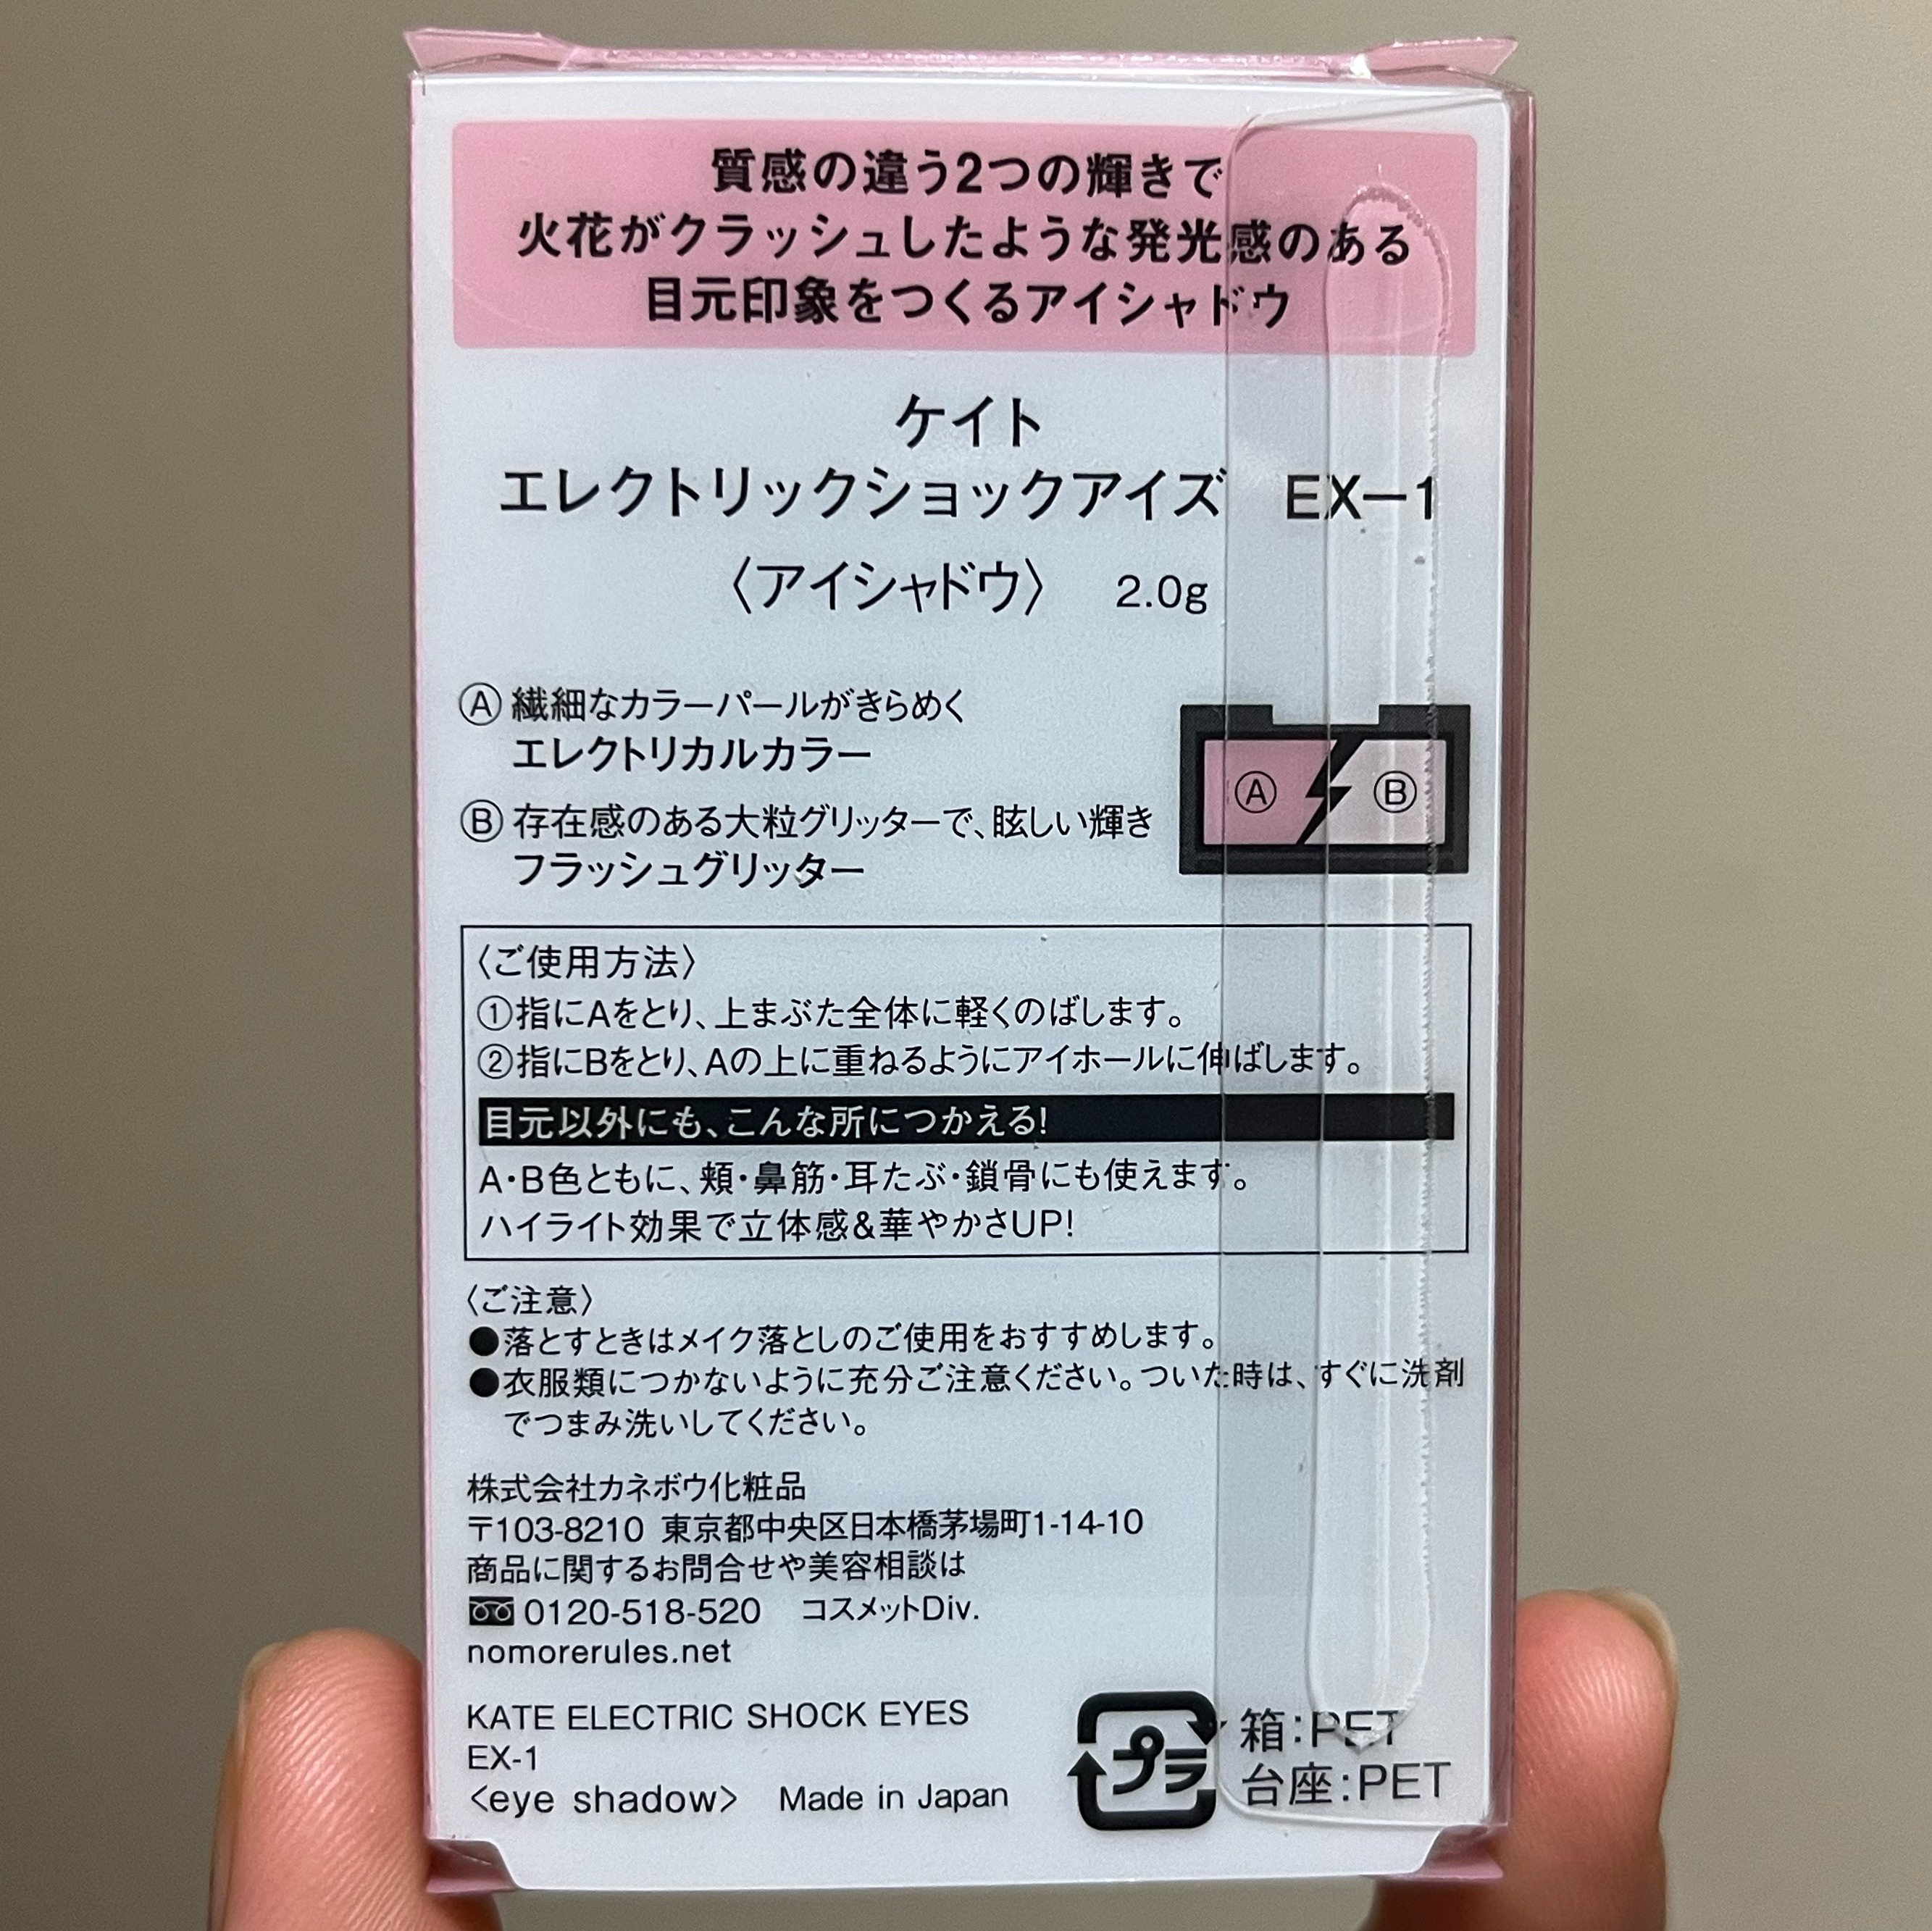 質感の違う2つの輝きで
火花がクラッシュしたような発光感のある
目元印象をつくるアイシャドウ
ケイト
エレクトリックショックアイズ　EX−1
〈アイシャドウ〉　2.0g
Ⓐ 繊細なカラーパールがきらめく
エレクトリカルカラー
Ⓑ 存在感のある大粒グリッターで、眩しい輝き
フラッシュグリッター
Ⓐ Ⓑ
〈ご使用方法〉
①指にAをとり、上まぶた全体に軽くのばします。
②指にBをとり、Aの上に重ねるようにアイホールに伸ばします。
目元以外にも、こんな所につかえる!
A・B色ともに、頬・鼻筋・耳たぶ・鎖骨にも使えます。
ハイライト効果で立体感&華やかさUP!
〈ご注意〉
●落とすときはメイク落としのご使用をおすすめします。
●衣服類につかないように充分ご注意ください。ついた時は、すぐに洗剤
でつまみ洗いしてください。
株式会社カネボウ化粧品
〒103-8210 東京都中央区日本橋茅場町1-14-10
商品に関するお問合せや美容相談は
0120-518-520　コスメットDiv.
nomorerules.net
KATE ELECTRIC SHOCK EYES
EX-1
<eye shadow>　Made in Japan
プラ
箱:PET
台座:PET